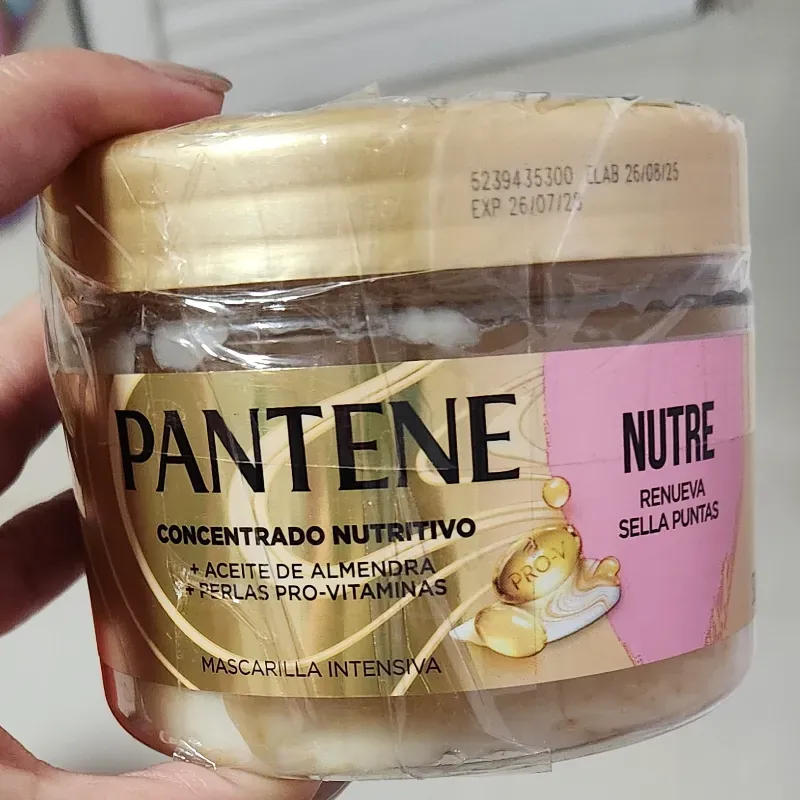 5239435300 ELAB 26/08/25
EXP 26/07/28
PANTENE
CONCENTRADO NUTRITIVO
+ ACEITE DE ALMENDRA
+ PERLAS PRO-VITAMINAS
MASCARILLA INTENSIVA
PRO-V
NUTRE
RENUEVA
SELLA PUNTAS